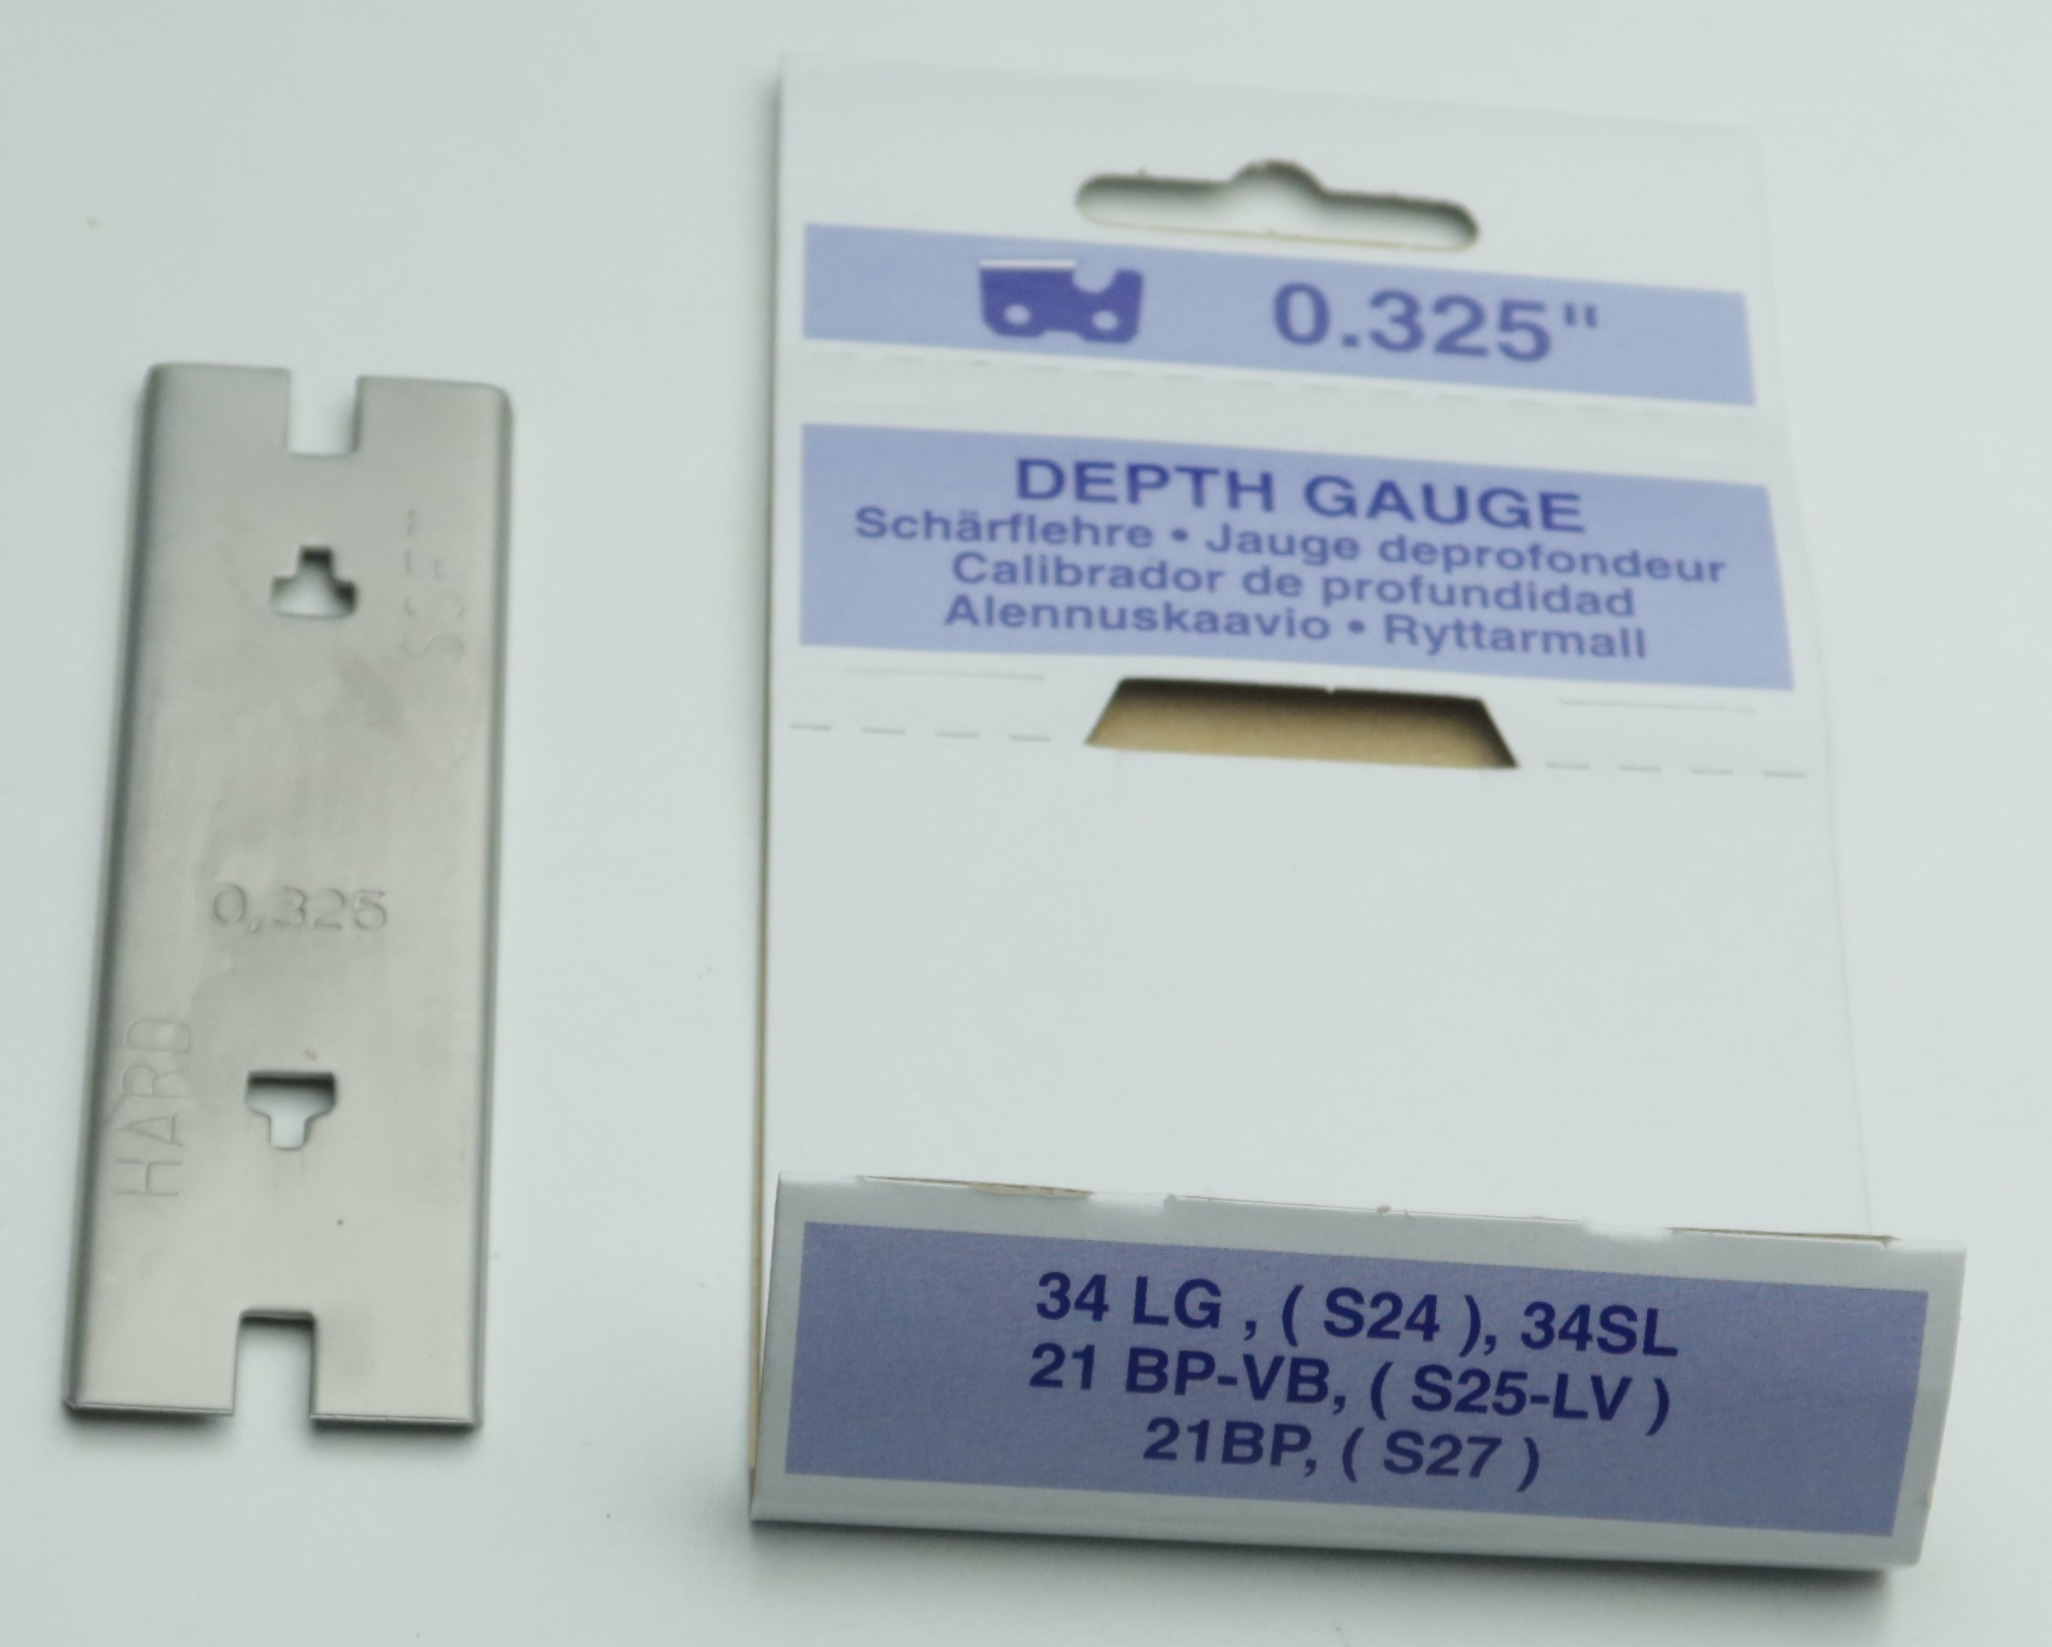 SOFT
0,325
HARD
0.325"
DEPTH GAUGE
Schärflehre • Jauge deprofondeur
Calibrador de profundidad
Alennuskaavio • Ryttarmall
34 LG , ( S24 ), 34SL
21 BP-VB, ( S25-LV )
21BP, ( S27 )